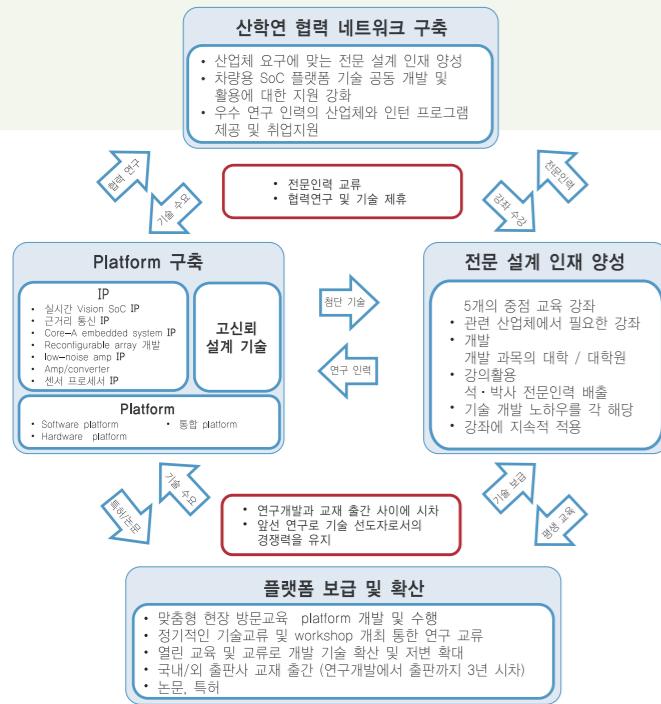 산학연 협력 네트워크 구축
• 산업체 요구에 맞는 전문 설계 인재 양성
• 차량용 SoC 플랫폼 기술 공동 개발 및
활용에 대한 지원 강화
• 우수 연구 인력의 산업체와 인턴 프로그램
제공 및 취업지원
협력 연구
기술 수요
• 전문인력 교류
• 협력연구 및 기술 제휴
강좌 수강
전문인력
Platform 구축
IP
• 실시간 Vision SoC IP
• 근거리 통신 IP
• Core-A embedded system IP
• Reconfigurable array 개발
• low-noise amp IP
• Amp/converter
• 센서 프로세서 IP
고신뢰
설계 기술
Platform
• Software platform
• 통합 platform
• Hardware platform
첨단 기술
연구 인력
전문 설계 인재 양성
5개의 중점 교육 강좌
• 관련 산업체에서 필요한 강좌
• 개발
개발 과목의 대학 / 대학원
• 강의활용
석·박사 전문인력 배출
• 기술 개발 노하우를 각 해당
• 강좌에 지속적 적용
특허/논문
기술 수요
• 연구개발과 교재 출간 사이에 시차
• 앞선 연구로 기술 선도자로서의
경쟁력을 유지
기술 보급
평생 교육
플랫폼 보급 및 확산
• 맞춤형 현장 방문교육 platform 개발 및 수행
• 정기적인 기술교류 및 workshop 개최 통한 연구 교류
• 열린 교육 및 교류로 개발 기술 확산 및 저변 확대
• 국내/외 출판사 교재 출간 (연구개발에서 출판까지 3년 시차)
• 논문, 특허